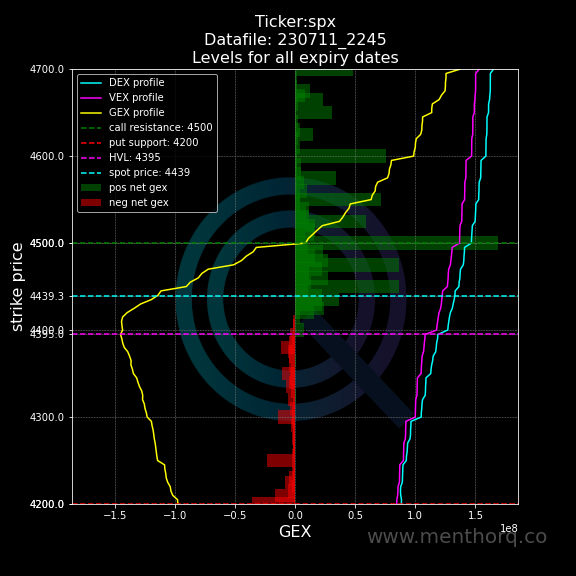 Ticker:spx
Datafile: 230711_2245
Levels for all expiry dates
DEX profile
VEX profile
GEX profile
call resistance: 4500
put support: 4200
HVL: 4395
spot price: 4439
pos net gex
neg net gex
strike price
4700.0
4600.0
4500.0
4439.3
4400.0
4395.0
4300.0
4200.0
−1.5 −1.0 −0.5 0.0 0.5 1.0 1.5
1e8
GEX
www.menthorq.co